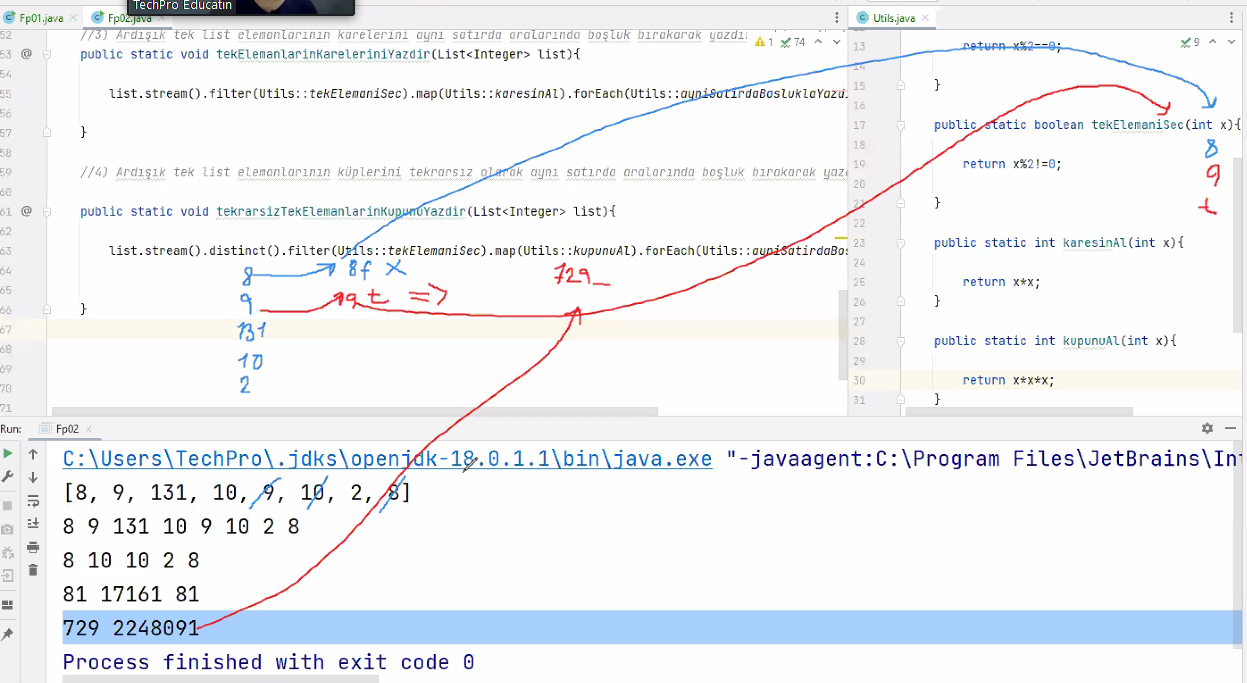 TechPro Educatin
Fp01.java
Fp02.java
52 //3) Ardışık tek list elemanlarının karelerini aynı satırda aralarında boşluk bırakarak yazdı
1 74
53 @ public static void tekElemanlarinKareleriniYazdir(List<Integer> list){
54
55 list.stream().filter(Utils::tekElemaniSec).map(Utils::karesinAl).forEach(Utils::ayniSatirdaBosluklaYazd
56
57 }
58
59 //4) Ardışık tek list elemanlarının küplerini tekrarsız olarak aynı satırda aralarında boşluk bırakarak yaz
60
61 @ public static void tekrarsizTekElemanlarinKupunuYazdir(List<Integer> list){
62
63 list.stream().distinct().filter(Utils::tekElemaniSec).map(Utils::kupunuAl).forEach(Utils::ayniSatirdaBos
64
65
66 }
67
68
69
70
71
8 8f X
9 9 t =>
131
10
2
729_
Utils.java
9
13 return x%2==0;
14
15 }
16
17 public static boolean tekElemaniSec(int x){
18
19 return x%2!=0;
20
21 }
22
23 public static int karesinAl(int x){
24
25 return x*x;
26 }
27
28 public static int kupunuAl(int x){
29
30 return x*x*x;
31 }
8
9
t
Run: Fp02
C:\Users\TechPro\.jdks\openjdk-18.0.1.1\bin\java.exe "-javaagent:C:\Program Files\JetBrains\Int
[8, 9, 131, 10, 9, 10, 2, 8]
8 9 131 10 9 10 2 8
8 10 10 2 8
81 17161 81
729 2248091
Process finished with exit code 0